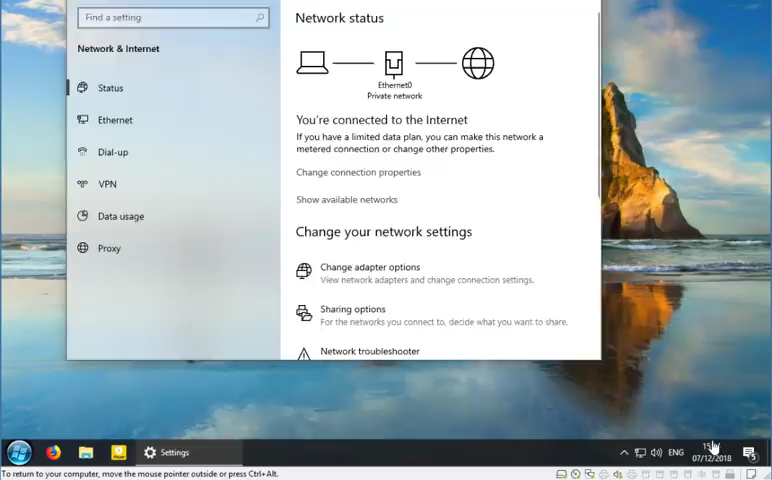 Find a setting
Network & Internet
Status
Ethernet
Dial-up
VPN
Data usage
Proxy
Network status
Ethernet0
Private network
You're connected to the Internet
If you have a limited data plan, you can make this network a
metered connection or change other properties.
Change connection properties
Show available networks
Change your network settings
Change adapter options
View network adapters and change connection settings.
Sharing options
For the networks you connect to, decide what you want to share.
Network troubleshooter
Settings
ENG
07/12/2018
5
To return to your computer, move the mouse pointer outside or press Ctrl+Alt.